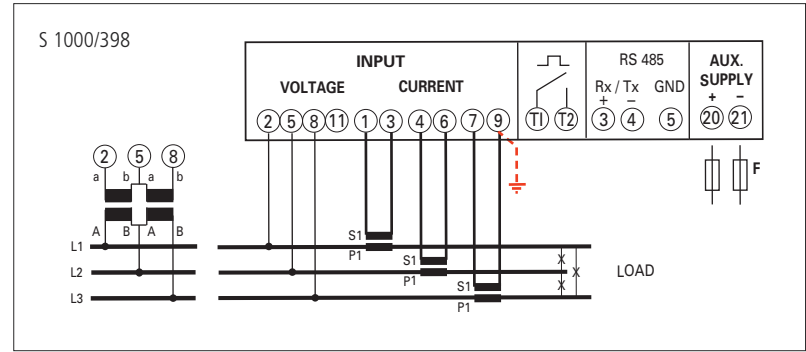 S 1000/398
INPUT
VOLTAGE CURRENT
2 5 8 11 1 3 4 6 7 9
T1 T2
RS 485
Rx / Tx GND
+ –
3 4 5
AUX.
SUPPLY
+ –
20 21
F
2 5 8
a b a b
A B A B
L1
L2
L3
S1
P1
S1
P1
S1
P1
X
X
X
LOAD